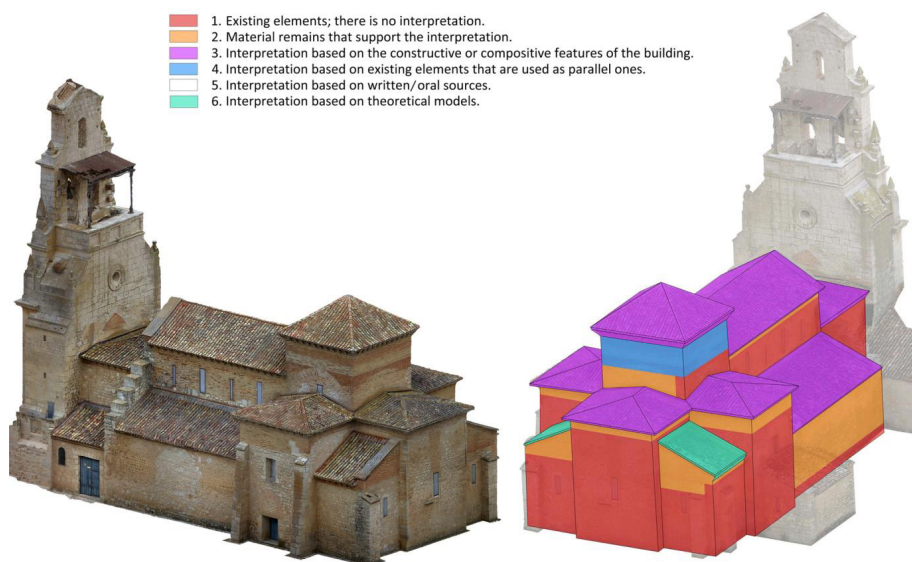 1. Existing elements; there is no interpretation.
2. Material remains that support the interpretation.
3. Interpretation based on the constructive or compositive features of the building.
4. Interpretation based on existing elements that are used as parallel ones.
5. Interpretation based on written/oral sources.
6. Interpretation based on theoretical models.